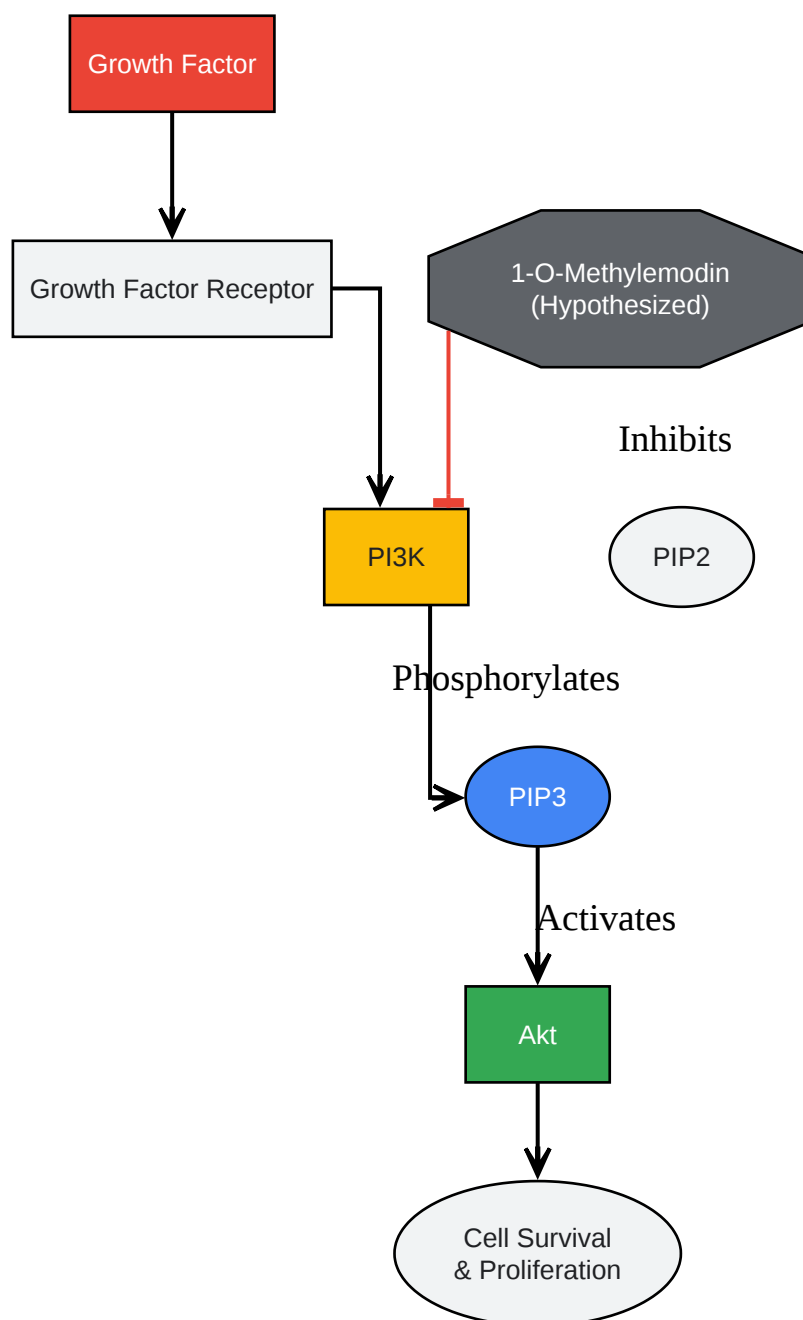 Growth Factor
Growth Factor Receptor
1-O-Methylemodin
(Hypothesized)
Inhibits
PI3K
PIP2
Phosphorylates
PIP3
Activates
Akt
Cell Survival
& Proliferation